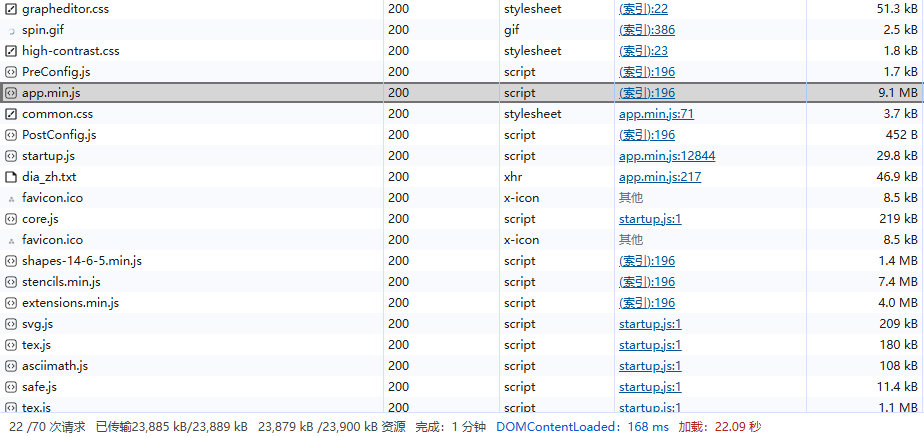 grapheditor.css 200 stylesheet (索引):22 51.3 kB
spin.gif 200 gif (索引):386 2.5 kB
high-contrast.css 200 stylesheet (索引):23 1.8 kB
PreConfig.js 200 script (索引):196 1.7 kB
app.min.js 200 script (索引):196 9.1 MB
common.css 200 stylesheet app.min.js:71 3.7 kB
PostConfig.js 200 script (索引):196 452 B
startup.js 200 script app.min.js:12844 29.8 kB
dia_zh.txt 200 xhr app.min.js:217 46.9 kB
favicon.ico 200 x-icon 其他 8.5 kB
core.js 200 script startup.js:1 219 kB
favicon.ico 200 x-icon 其他 8.5 kB
shapes-14-6-5.min.js 200 script (索引):196 1.4 MB
stencils.min.js 200 script (索引):196 7.4 MB
extensions.min.js 200 script (索引):196 4.0 MB
svg.js 200 script startup.js:1 209 kB
tex.js 200 script startup.js:1 180 kB
asciimath.js 200 script startup.js:1 108 kB
safe.js 200 script startup.js:1 11.4 kB
tex.js 200 script startup.js:1 1.1 MB
22 /70 次请求 已传输23,885 kB/23,889 kB 23,879 kB /23,900 kB 资源 完成：1 分钟 DOMContentLoaded：168 ms 加载：22.09 秒